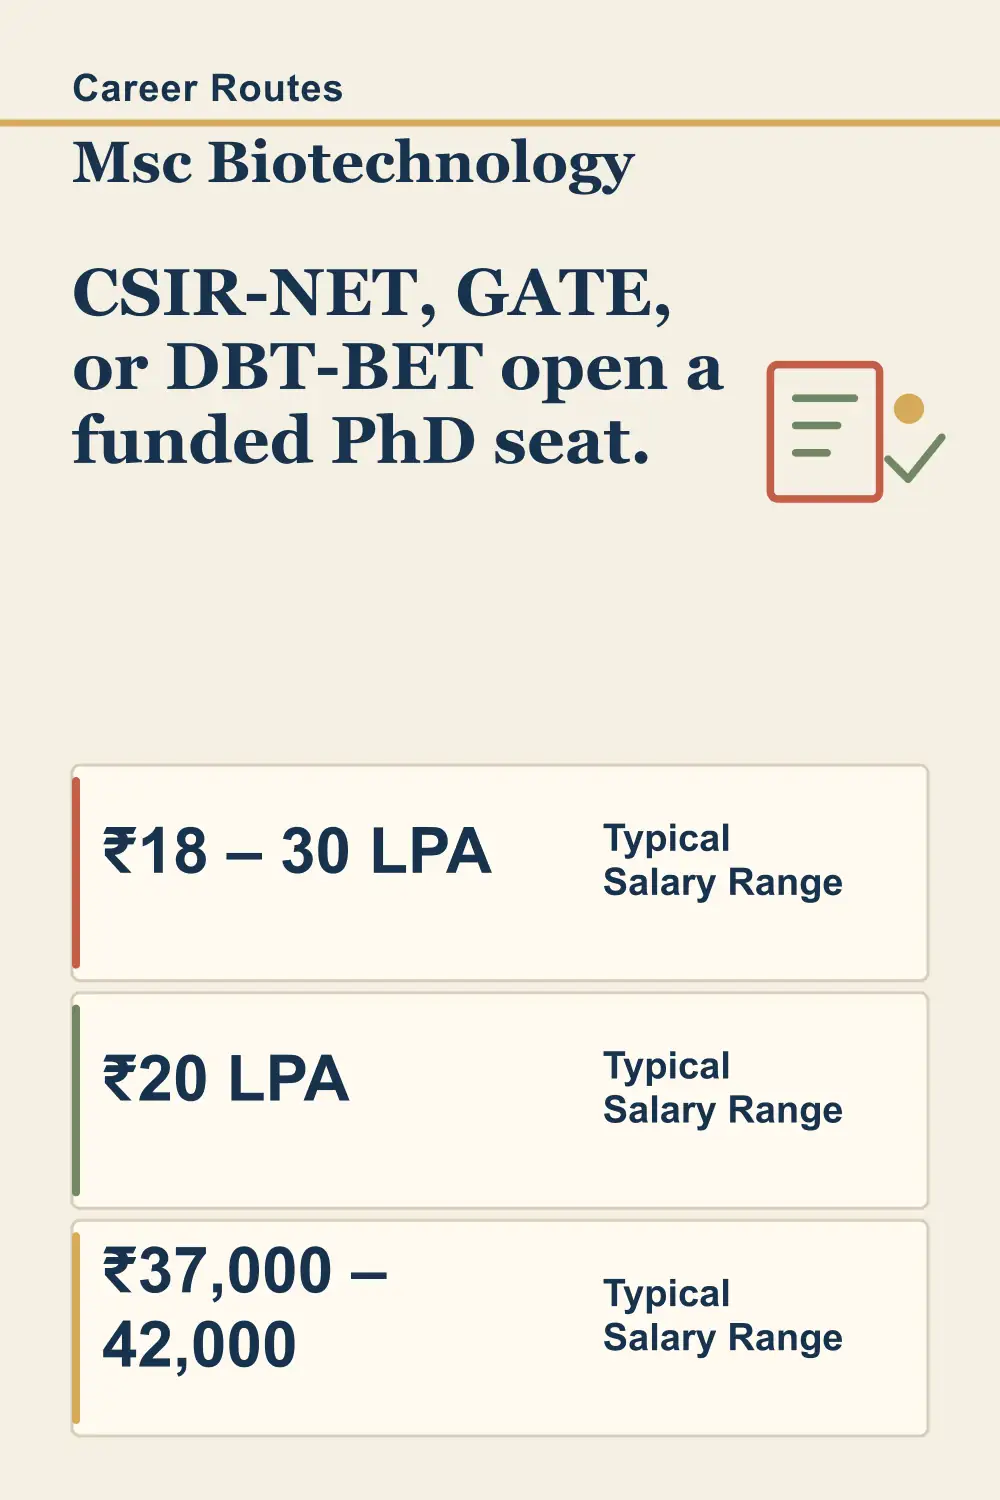 Career Routes
Msc Biotechnology
CSIR-NET, GATE,
or DBT-BET open a
funded PhD seat.
₹18 – 30 LPA
Typical
Salary Range
₹20 LPA
Typical
Salary Range
₹37,000 –
42,000
Typical
Salary Range